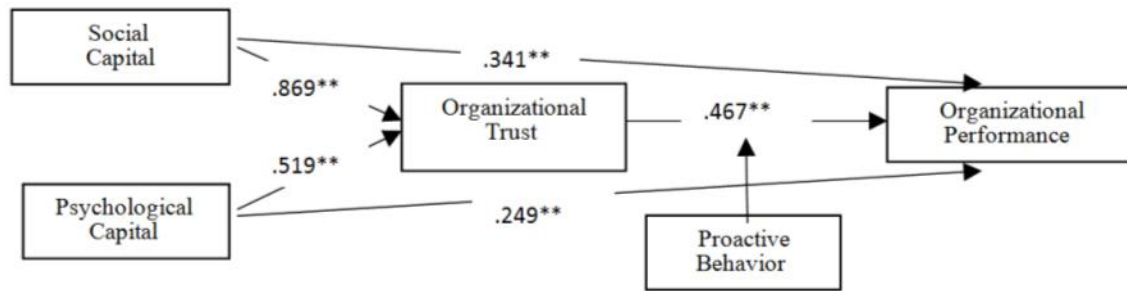 Social
Capital
.341**
.869**
Organizational
Trust
.467**
Organizational
Performance
.519**
Psychological
Capital
.249**
Proactive
Behavior